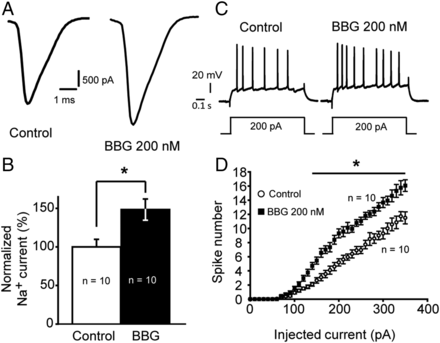 A
500 pA
1 ms
Control
BBG 200 nM
B
*
Normalized
Na+ current (%)
150
100
50
0
n = 10
n = 10
Control
BBG
C
Control
BBG 200 nM
20 mV
0.1 s
200 pA
200 pA
D
*
Spike number
18
16
14
12
10
8
6
4
2
0
Control
BBG 200 nM
n = 10
n = 10
0
100
200
300
400
Injected current (pA)